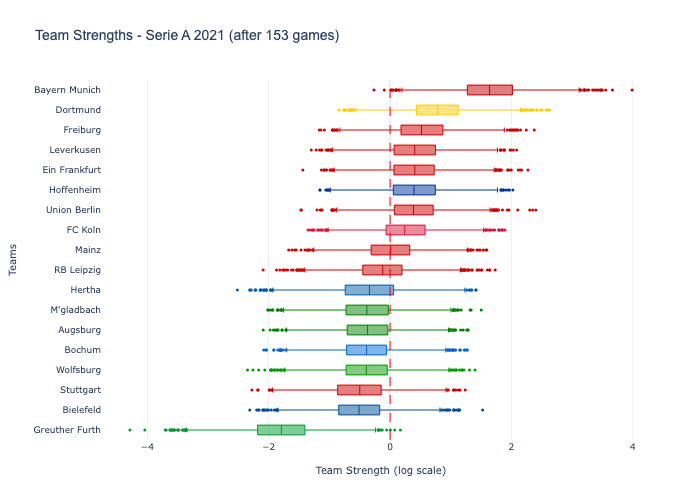 Team Strengths - Serie A 2021 (after 153 games)
Bayern Munich
Dortmund
Freiburg
Leverkusen
Ein Frankfurt
Hoffenheim
Union Berlin
FC Koln
Mainz
RB Leipzig
Hertha
M'gladbach
Augsburg
Bochum
Wolfsburg
Stuttgart
Bielefeld
Greuther Furth
Teams
−4 −2 0 2 4
Team Strength (log scale)